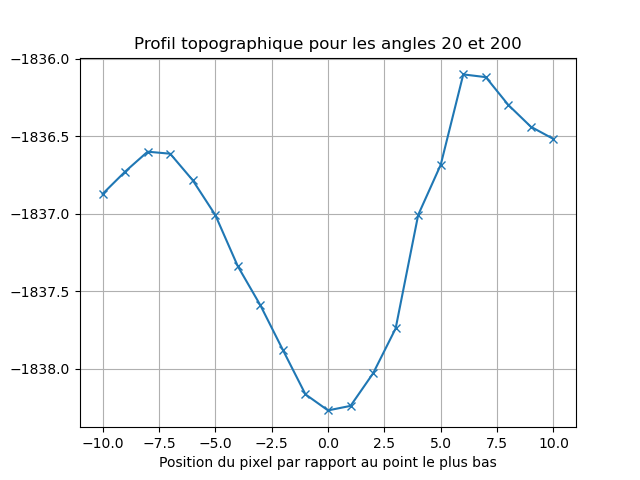 Profil topographique pour les angles 20 et 200
−1836.0
−1836.5
−1837.0
−1837.5
−1838.0
−10.0 −7.5 −5.0 −2.5 0.0 2.5 5.0 7.5 10.0
Position du pixel par rapport au point le plus bas